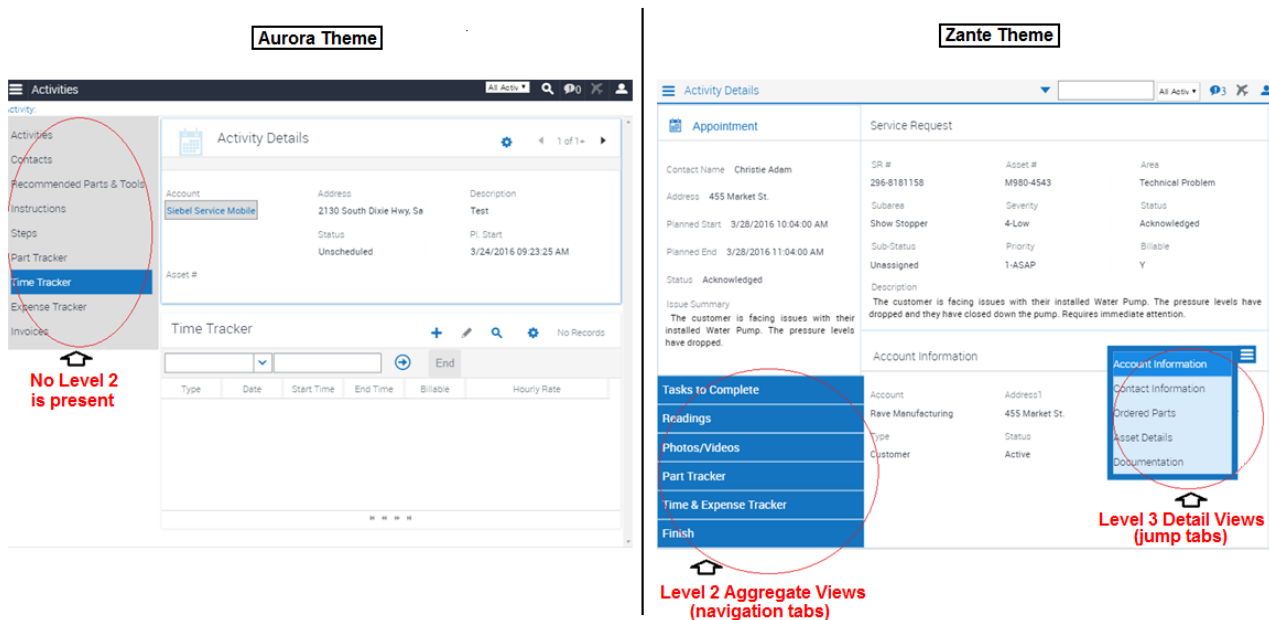 Aurora Theme
Activities
All Activ
0
ctivity:
Activities
Contacts
Recommended Parts & Tools
Instructions
Steps
Part Tracker
Time Tracker
Expense Tracker
Invoices
No Level 2
is present
Activity Details
1 of 1+
Account
Address
Description
Siebel Service Mobile
2130 South Dixie Hwy, Sa
Test
Status
Pl. Start
Unscheduled
3/24/2016 09:23:25 AM
Asset #
Time Tracker
No Records
End
Type
Date
Start Time
End Time
Billable
Hourly Rate
Zante Theme
Activity Details
All Activ
3
Appointment
Contact Name Christie Adam
Address 455 Market St.
Planned Start 3/28/2016 10:04:00 AM
Planned End 3/28/2016 11:04:00 AM
Status Acknowledged
Issue Summary
The customer is facing issues with their
installed Water Pump. The pressure levels
have dropped.
Tasks to Complete
Readings
Photos/Videos
Part Tracker
Time & Expense Tracker
Finish
Level 2 Aggregate Views
(navigation tabs)
Service Request
SR #
Asset #
Area
296-8181158
M980-4543
Technical Problem
Subarea
Severity
Status
Show Stopper
4-Low
Acknowledged
Sub-Status
Priority
Billable
Unassigned
1-ASAP
Y
Description
The customer is facing issues with their installed Water Pump. The pressure levels have
dropped and they have closed down the pump. Requires immediate attention.
Account Information
Account
Address1
Rave Manufacturing
455 Market St.
Type
Status
Customer
Active
Account Information
Contact Information
Ordered Parts
Asset Details
Documentation
Level 3 Detail Views
(jump tabs)